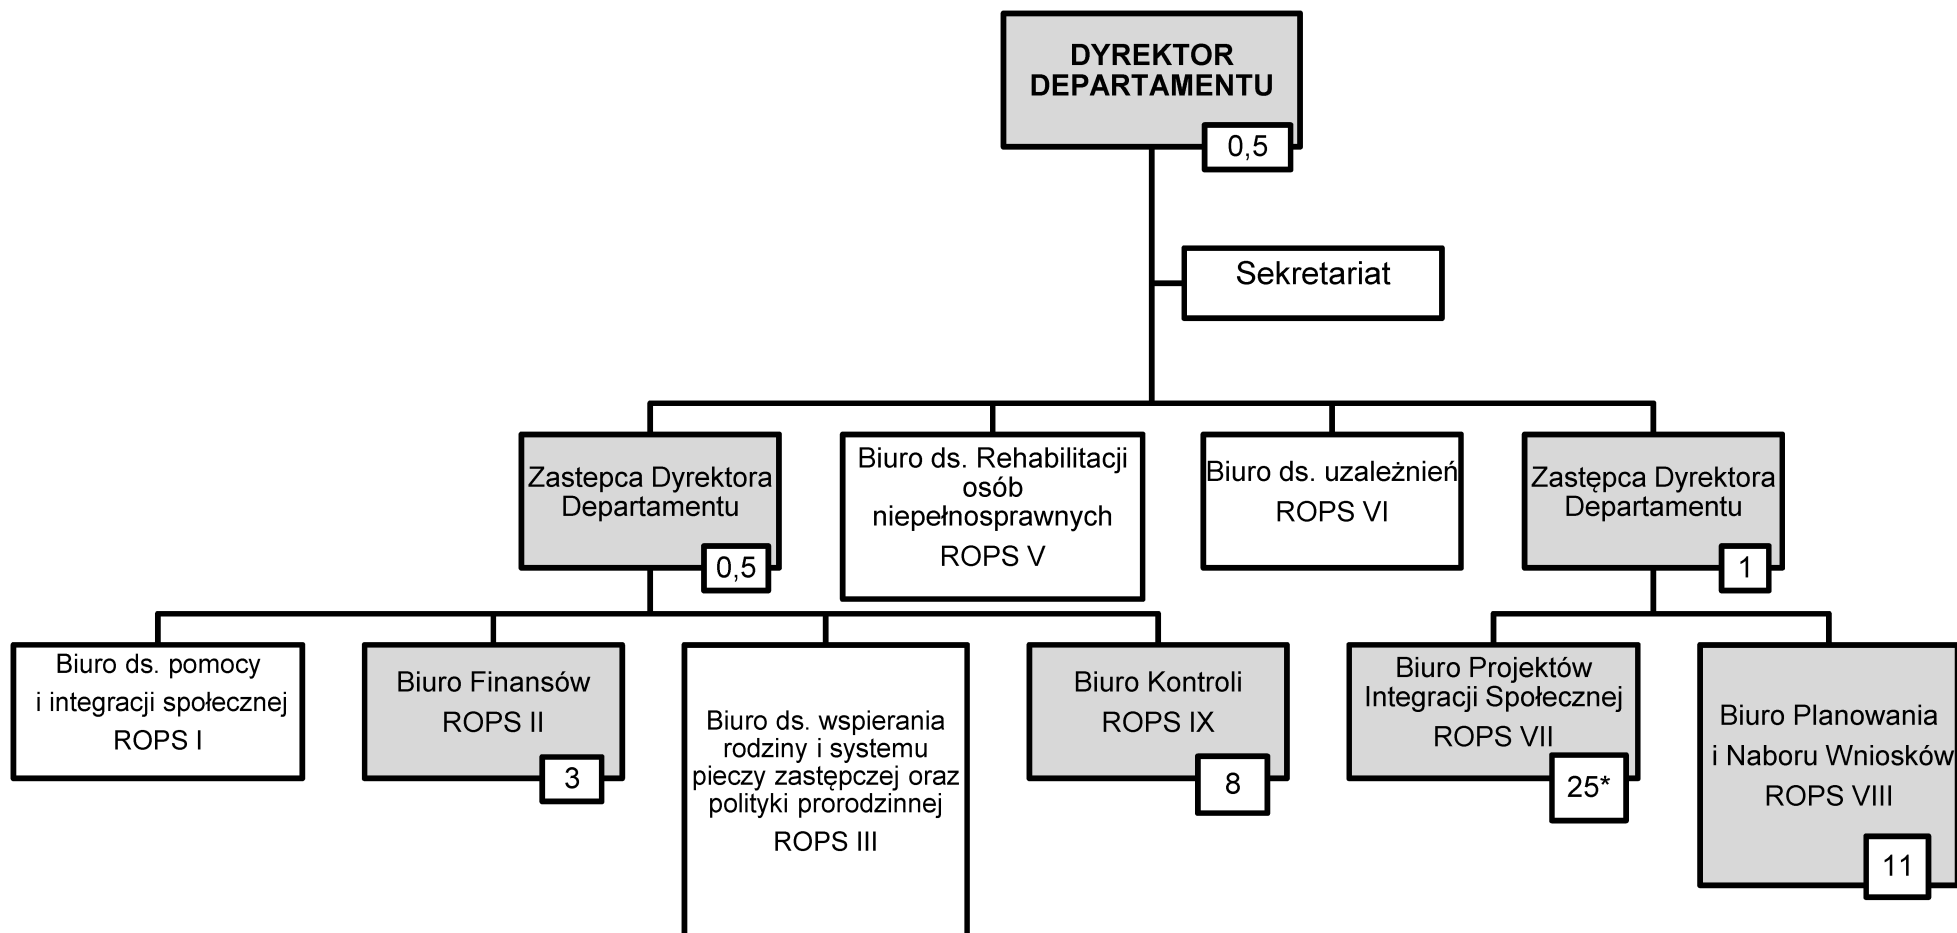 DYREKTOR
DEPARTAMENTU
0,5
Sekretariat
Zastepca Dyrektora
Departamentu
0,5
Biuro ds. Rehabilitacji
osób
niepełnosprawnych
ROPS V
Biuro ds. uzależnień
ROPS VI
Zastępca Dyrektora
Departamentu
1
Biuro ds. pomocy
i integracji społecznej
ROPS I
Biuro Finansów
ROPS II
3
Biuro ds. wspierania
rodziny i systemu
pieczy zastępczej oraz
polityki prorodzinnej
ROPS III
Biuro Kontroli
ROPS IX
8
Biuro Projektów
Integracji Społecznej
ROPS VII
25*
Biuro Planowania
i Naboru Wniosków
ROPS VIII
11